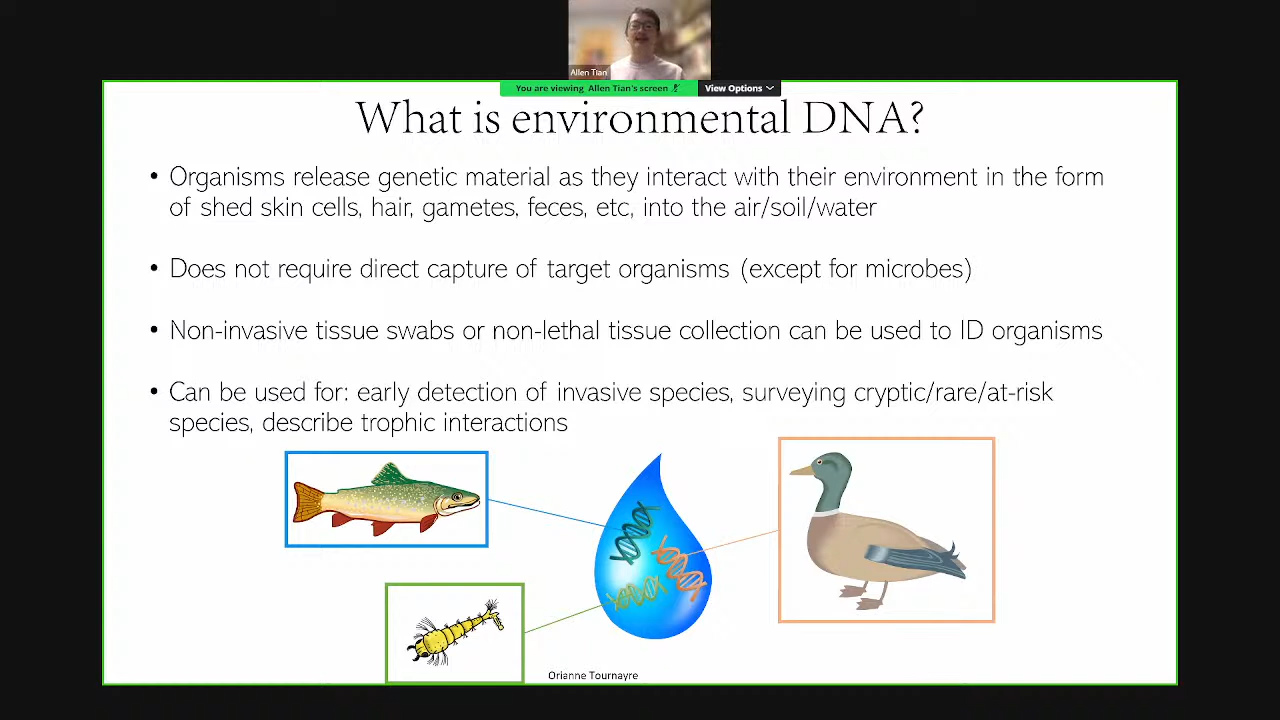 Allen Tian
You are viewing Allen Tian's screen
View Options
What is environmental DNA?
• Organisms release genetic material as they interact with their environment in the form
of shed skin cells, hair, gametes, feces, etc, into the air/soil/water
• Does not require direct capture of target organisms (except for microbes)
• Non-invasive tissue swabs or non-lethal tissue collection can be used to ID organisms
• Can be used for: early detection of invasive species, surveying cryptic/rare/at-risk
species, describe trophic interactions
Orianne Tournayre